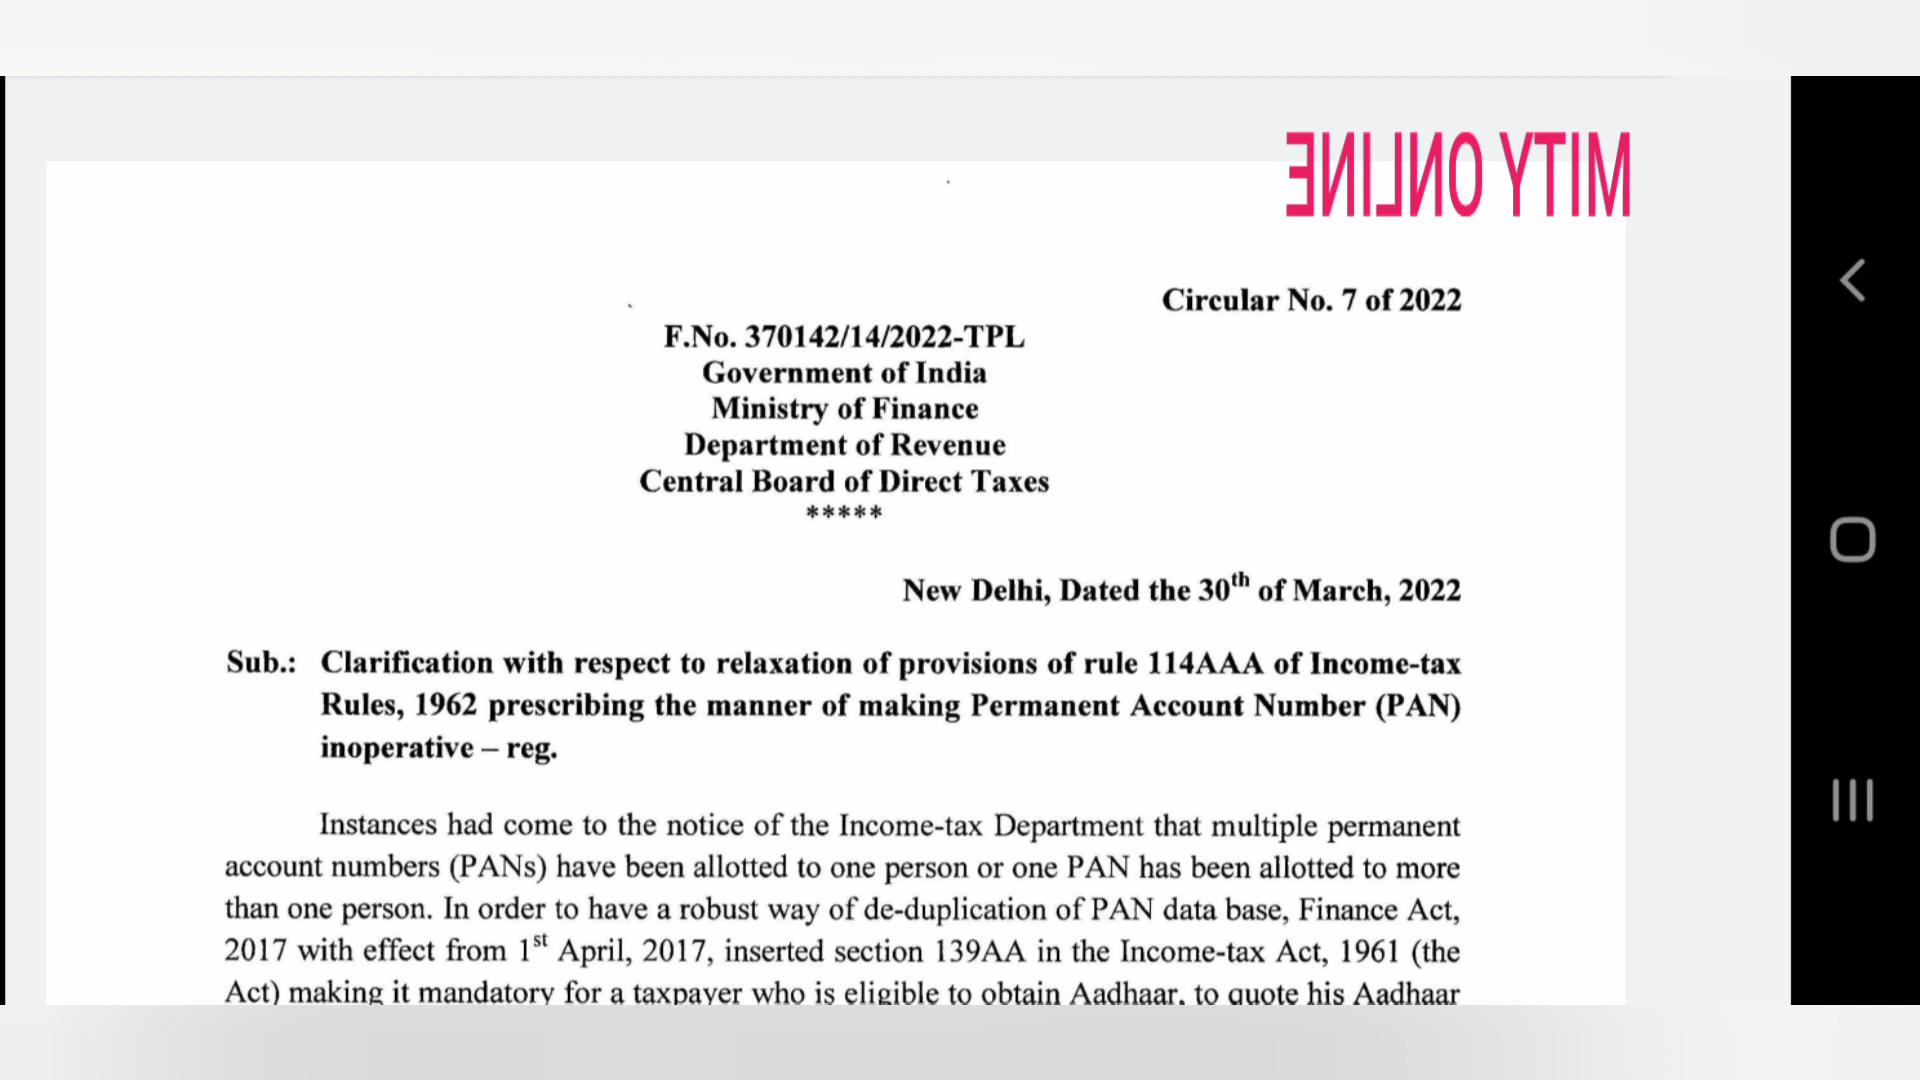 MITY ONLINE
Circular No. 7 of 2022
F.No. 370142/14/2022-TPL
Government of India
Ministry of Finance
Department of Revenue
Central Board of Direct Taxes
*****
New Delhi, Dated the 30th of March, 2022
Sub.: Clarification with respect to relaxation of provisions of rule 114AAA of Income-tax
Rules, 1962 prescribing the manner of making Permanent Account Number (PAN)
inoperative – reg.
Instances had come to the notice of the Income-tax Department that multiple permanent
account numbers (PANs) have been allotted to one person or one PAN has been allotted to more
than one person. In order to have a robust way of de-duplication of PAN data base, Finance Act,
2017 with effect from 1st April, 2017, inserted section 139AA in the Income-tax Act, 1961 (the
Act) making it mandatory for a taxpayer who is eligible to obtain Aadhaar, to quote his Aadhaar